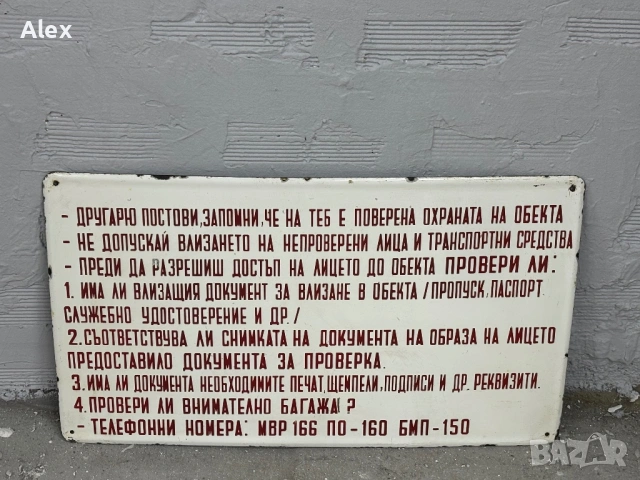 Alex
- ДРУГАРЮ ПОСТОВИ, ЗАПОМНИ, ЧЕ НА ТЕБ Е ПОВЕРЕНА ОХРАНАТА НА ОБЕКТА
- НЕ ДОПУСКАЙ ВЛИЗАНЕТО НА НЕПРОВЕРЕНИ ЛИЦА И ТРАНСПОРТНИ СРЕДСТВА
- ПРЕДИ ДА РАЗРЕШИШ ДОСТЪП НА ЛИЦЕТО ДО ОБЕКТА ПРОВЕРИ ЛИ:
1. ИМА ЛИ ВЛИЗАЩИЯ ДОКУМЕНТ ЗА ВЛИЗАНЕ В ОБЕКТА /ПРОПУСК, ПАСПОРТ
СЛУЖЕБНО УДОСТОВЕРЕНИЕ И ДР./
2. СЪОТВЕТСТВУВА ЛИ СНИМКАТА НА ДОКУМЕНТА НА ОБРАЗА НА ЛИЦЕТО
ПРЕДОСТАВИЛО ДОКУМЕНТА ЗА ПРОВЕРКА.
3. ИМА ЛИ ДОКУМЕНТА НЕОБХОДИМИТЕ ПЕЧАТ, ЩЕМПЕЛИ, ПОДПИСИ И ДР. РЕКВИЗИТИ.
4. ПРОВЕРИ ЛИ ВНИМАТЕЛНО БАГАЖА?
- ТЕЛЕФОННИ НОМЕРА: МВР 166 ПО-160 БМП-150
BAZAR